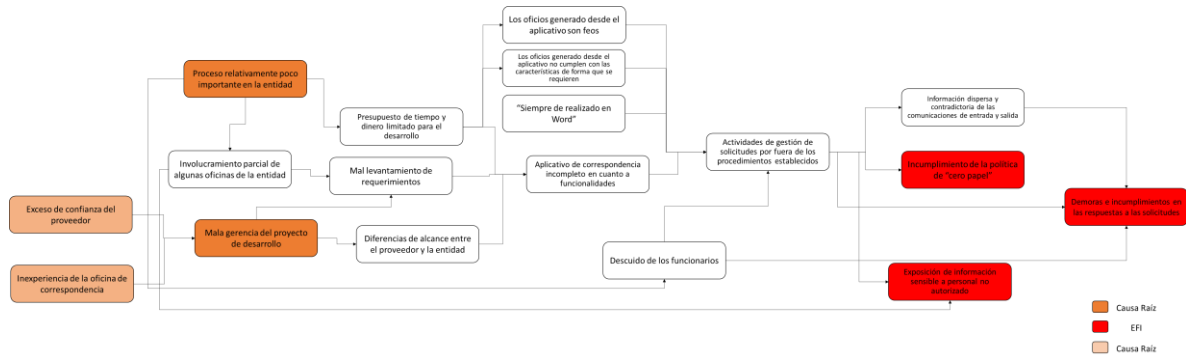 Los oficios generado desde el
aplicativo son feos
Los oficios generado desde el
aplicativo no cumplen con las
características de forma que se
requieren
"Siempre de realizado en
Word"
Proceso relativamente poco
importante en la entidad
Presupuesto de tiempo y
dinero limitado para el
desarrollo
Involucramiento parcial de
algunas oficinas de la entidad
Mal levantamiento de
requerimientos
Aplicativo de correspondencia
incompleto en cuanto a
funcionalidades
Actividades de gestión de
solicitudes por fuera de los
procedimientos establecidos
Información dispersa y
contradictoria de las
comunicaciones de entrada y salida
Incumplimiento de la política
de "cero papel"
Demoras e incumplimientos en
las respuestas a las solicitudes
Exceso de confianza del
proveedor
Mala gerencia del proyecto
de desarrollo
Diferencias de alcance entre
el proveedor y la entidad
Descuido de los funcionarios
Inexperiencia de la oficina de
correspondencia
Exposición de información
sensible a personal no
autorizado
Causa Raíz
EFI
Causa Raíz